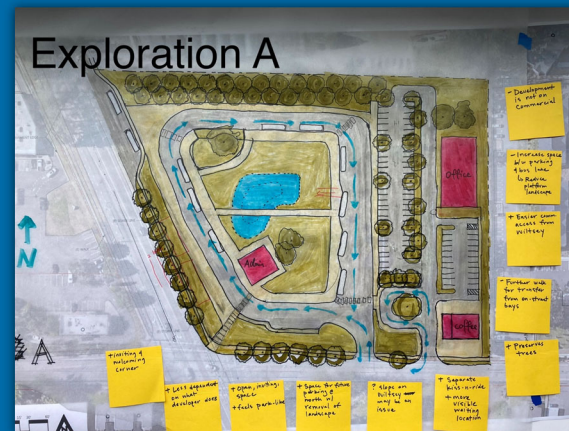 Exploration A
- Development
is not on
commercial
- Increase space
b/w parking
& bus lane
↳ Reduce
platform
landscape
+ Easier comm
access from
Wiltsey
- Further walk
for transfer
from on-street
bays
+ Preserves
trees
Office
Admin
Coffee
N
A
+ inviting &
welcoming
corner
+ Less dependent
on what
developer does
+ Open, inviting
space
+ feels park-like
+ Space for future
parking @
north w/
removal of
landscape
? slope on
Wiltsey
may be an
issue
+ Separate
kiss-n-ride
+ more
visible
waiting
location